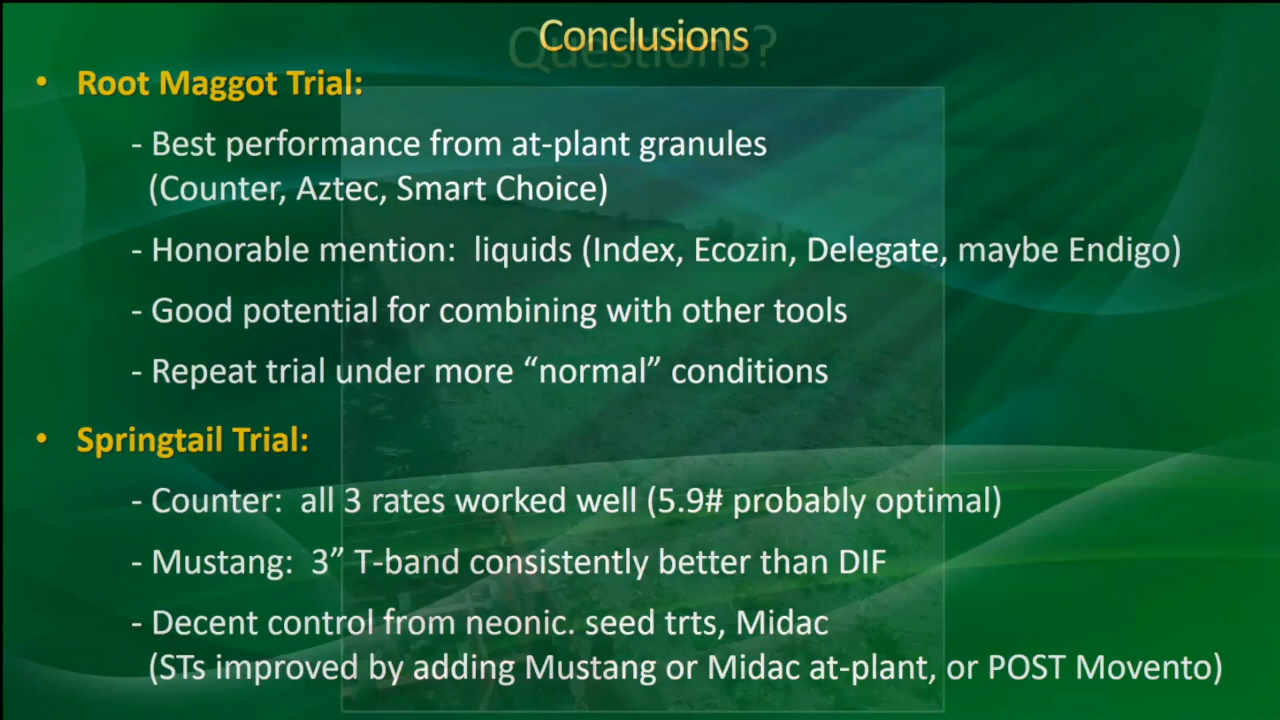 Conclusions
Questions?
• Root Maggot Trial:
- Best performance from at-plant granules
(Counter, Aztec, Smart Choice)
- Honorable mention: liquids (Index, Ecozin, Delegate, maybe Endigo)
- Good potential for combining with other tools
- Repeat trial under more “normal” conditions
• Springtail Trial:
- Counter: all 3 rates worked well (5.9# probably optimal)
- Mustang: 3” T-band consistently better than DIF
- Decent control from neonic. seed trts, Midac
(STs improved by adding Mustang or Midac at-plant, or POST Movento)